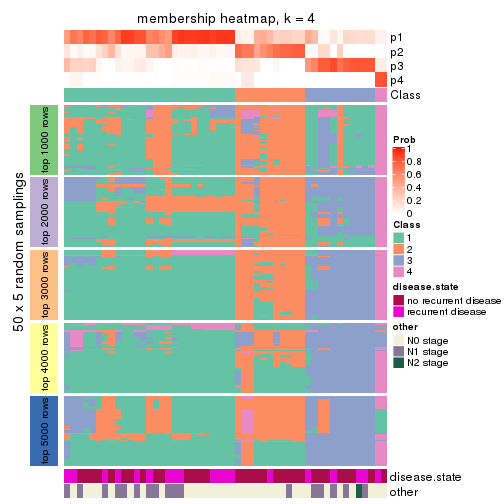 membership heatmap, k = 4
p1
p2
p3
p4
Class
50 x 5 random samplings
top 1000 rows
top 2000 rows
top 3000 rows
top 4000 rows
top 5000 rows
disease.state
other
Prob
1
0.8
0.6
0.4
0.2
0
Class
1
2
3
4
disease.state
no recurrent disease
recurrent disease
other
N0 stage
N1 stage
N2 stage